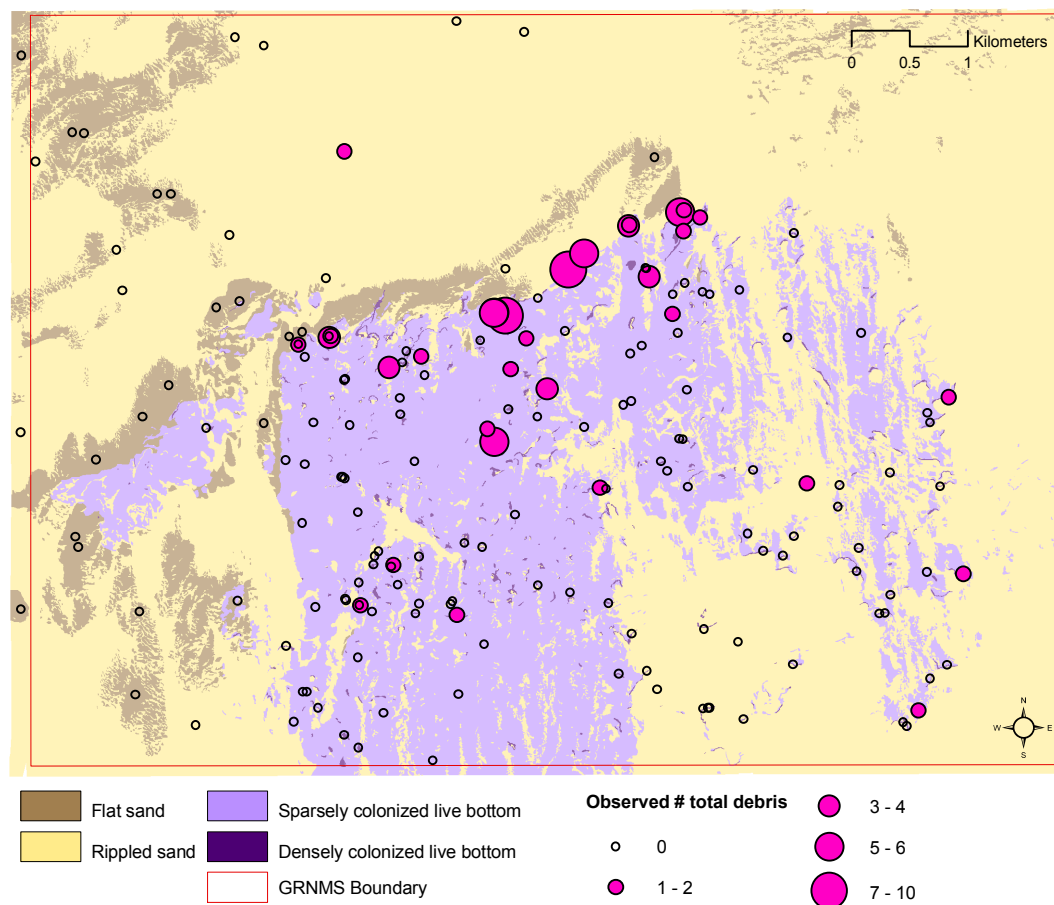 Kilometers
0 0.5 1
N
W E
S
Flat sand
Rippled sand
Sparsely colonized live bottom
Densely colonized live bottom
GRNMS Boundary
Observed # total debris
0
1 - 2
3 - 4
5 - 6
7 - 10